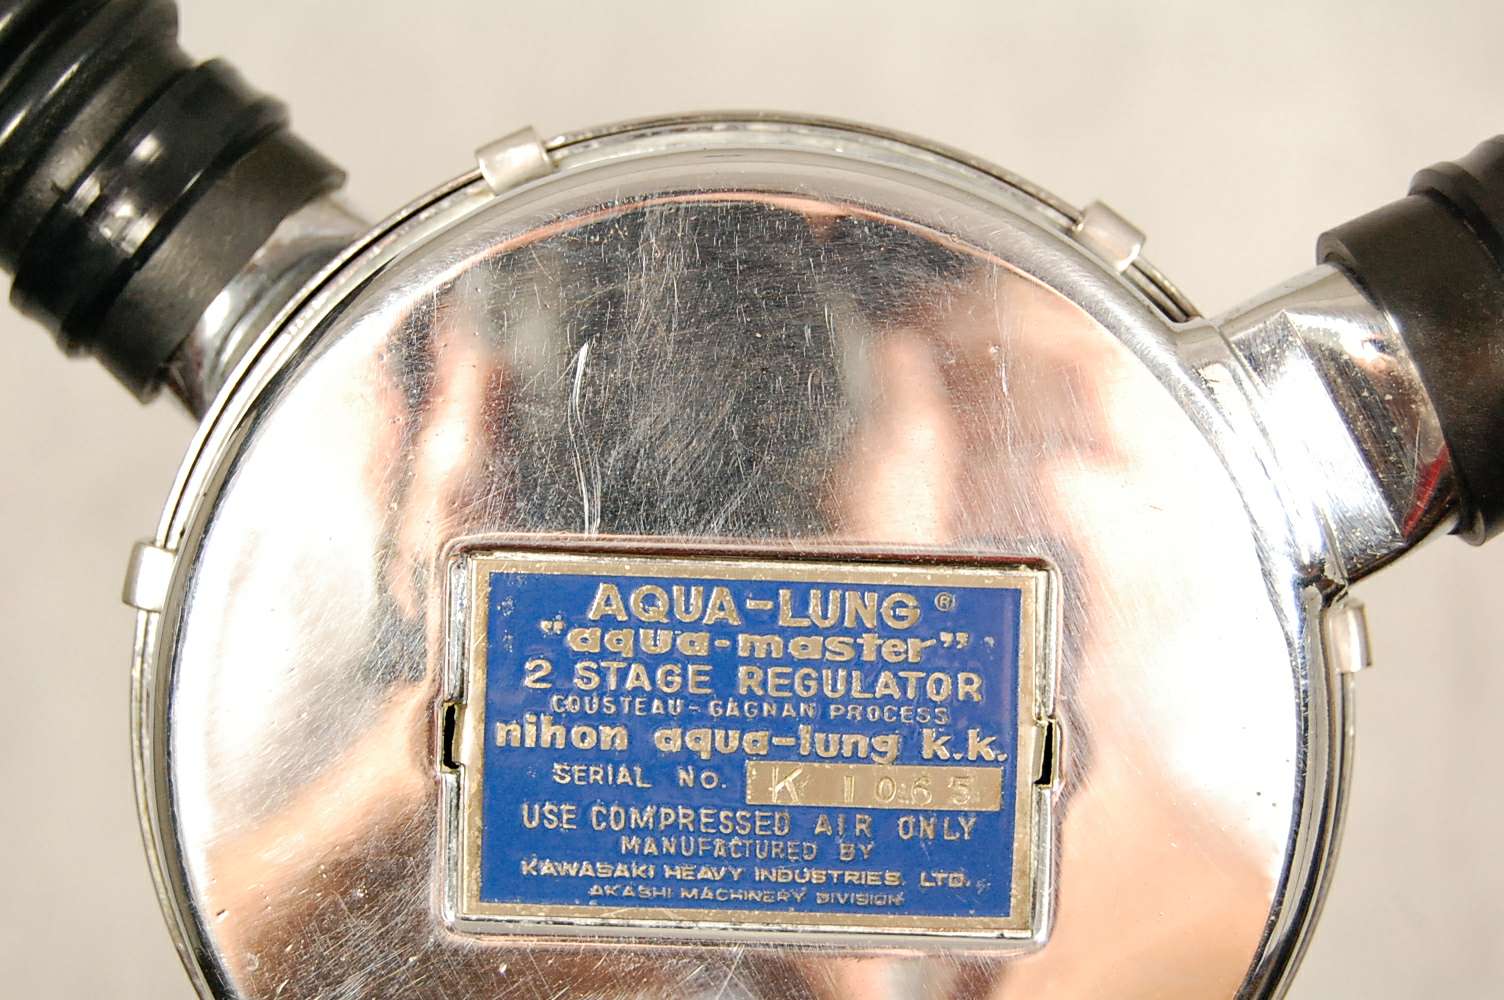 AQUA-LUNG ®
"aqua-master"
2 STAGE REGULATOR
COUSTEAU-GAGNAN PROCESS
nihon aqua-lung k.k.
SERIAL NO. K 1065
USE COMPRESSED AIR ONLY
MANUFACTURED BY
KAWASAKI HEAVY INDUSTRIES, LTD.,
AKASHI MACHINERY DIVISION